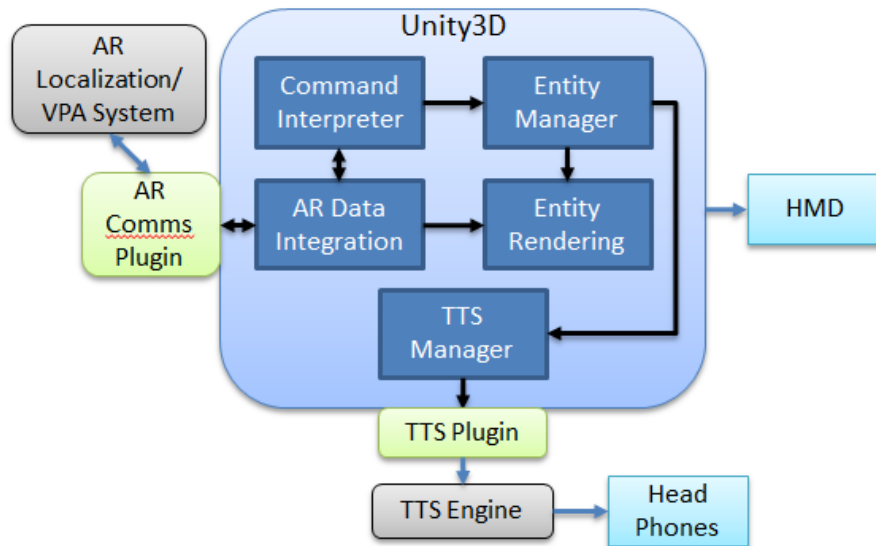 Unity3D
AR
Localization/
VPA System
Command
Interpreter
Entity
Manager
AR
Comms
Plugin
AR Data
Integration
Entity
Rendering
HMD
TTS
Manager
TTS Plugin
TTS Engine
Head
Phones